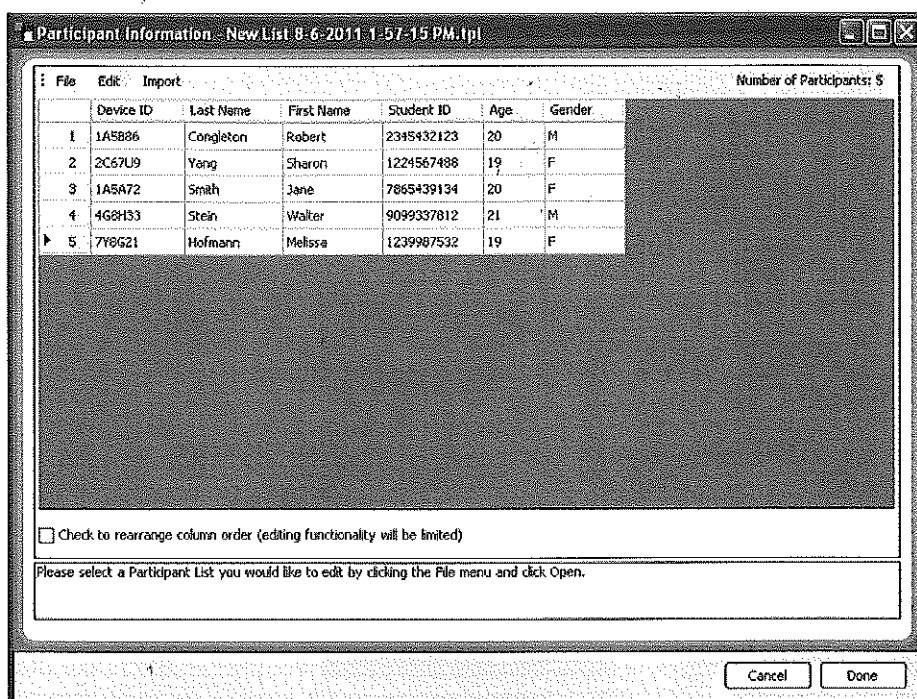 Participant Information - New List 8-6-2011 1-57-15 PM.tpl
File Edit Import Number of Participants: 5
Device ID Last Name First Name Student ID Age Gender
1 1A5B86 Congleton Robert 2345432123 20 M
2 2C67U9 Yang Sharon 1224567488 19 F
3 1A5A72 Smith Jane 7865439134 20 F
4 4G8H33 Stein Walter 9099337812 21 M
5 7Y8G21 Hofmann Melissa 1239987532 19 F
Check to rearrange column order (editing functionality will be limited)
Please select a Participant List you would like to edit by clicking the File menu and click Open.
Cancel Done